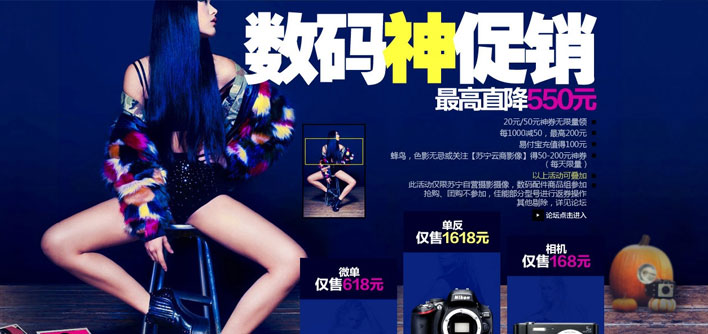 数码神促销
最高直降550元
20元/50元神券无限量领
每1000减50，最高200元
易付宝充值得100元
蜂鸟，色影无忌或关注【苏宁云商影像】得50-200元神券
（每天限量）
以上活动可叠加
此活动仅限苏宁自营摄影摄像，数码配件商品组参加
抢购、团购不参加，佳能部分型号进行返券操作
其他剔除，详见论坛
论坛点击进入
单反
仅售1618元
相机
仅售168元
微单
仅售618元
Nikon